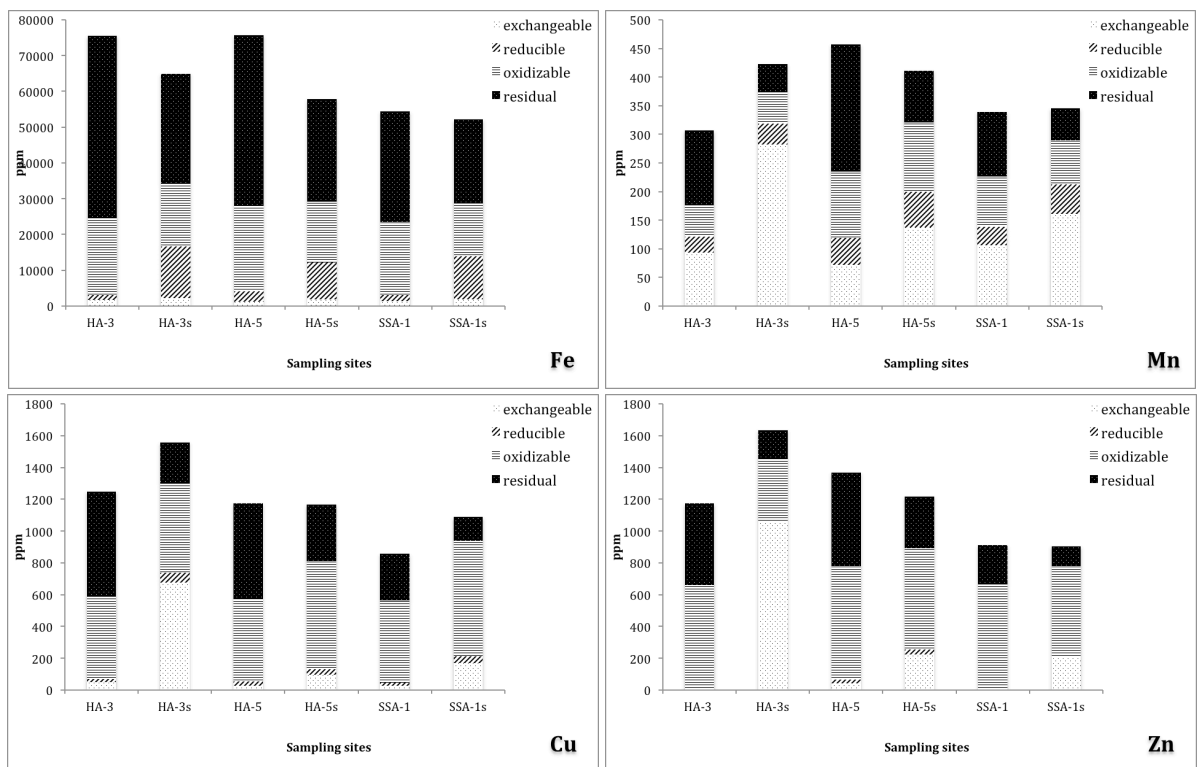 80000
70000
60000
50000
40000
30000
20000
10000
0
ppm
exchangeable
reducible
oxidizable
residual
HA-3 HA-3s HA-5 HA-5s SSA-1 SSA-1s
Sampling sites
Fe
500
450
400
350
300
250
200
150
100
50
0
ppm
exchangeable
reducible
oxidizable
residual
HA-3 HA-3s HA-5 HA-5s SSA-1 SSA-1s
Sampling sites
Mn
1800
1600
1400
1200
1000
800
600
400
200
0
ppm
exchangeable
reducible
oxidizable
residual
HA-3 HA-3s HA-5 HA-5s SSA-1 SSA-1s
Sampling sites
Cu
1800
1600
1400
1200
1000
800
600
400
200
0
ppm
exchangeable
reducible
oxidizable
residual
HA-3 HA-3s HA-5 HA-5s SSA-1 SSA-1s
Sampling sites
Zn